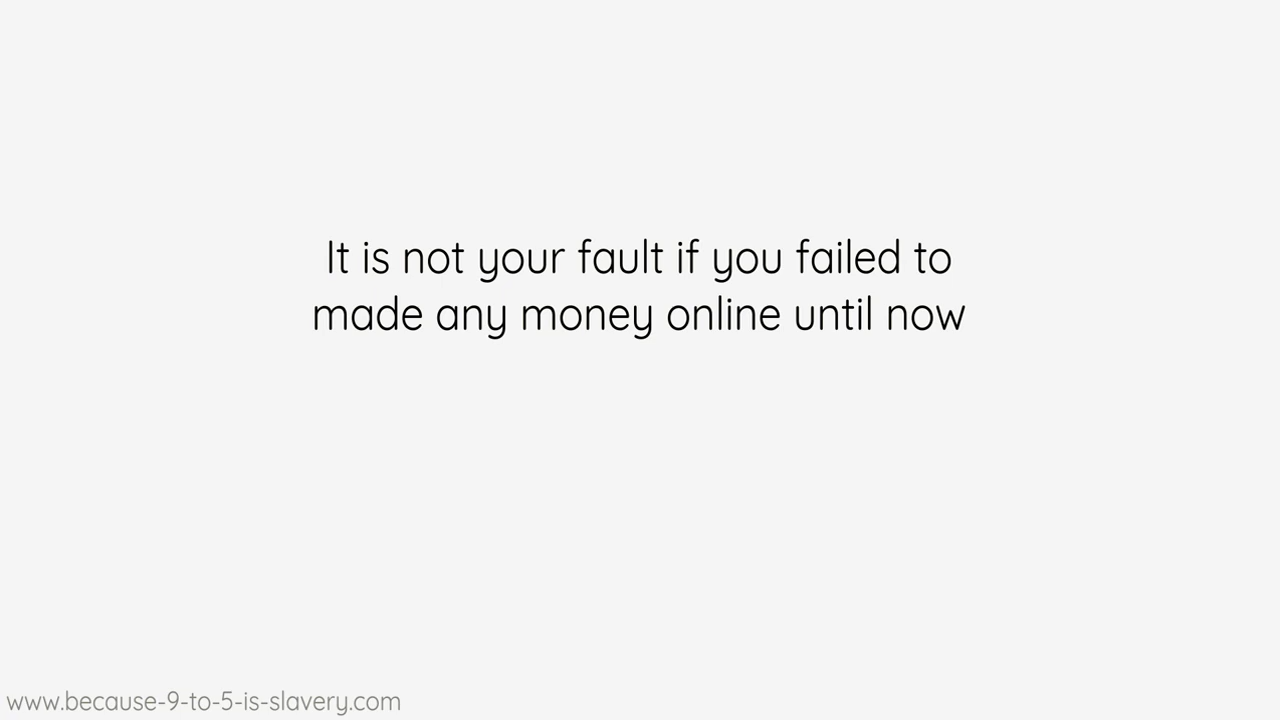 It is not your fault if you failed to
made any money online until now
www.because-9-to-5-is-slavery.com